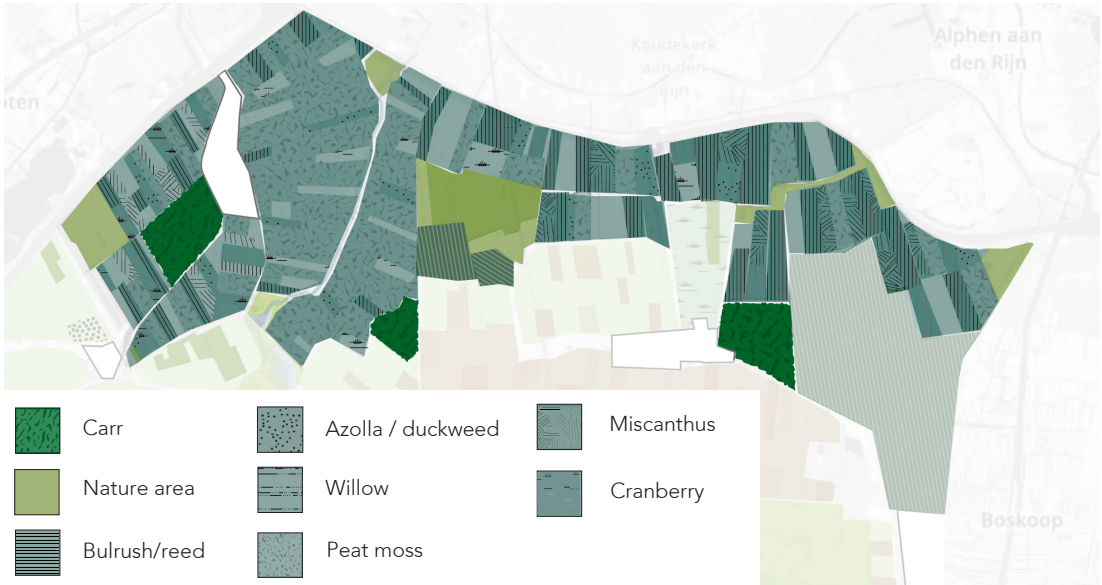 Koudekerk
aan den
Rijn
Alphen aan
den Rijn
oten
Boskoop
Carr
Nature area
Bulrush/reed
Azolla / duckweed
Willow
Peat moss
Miscanthus
Cranberry